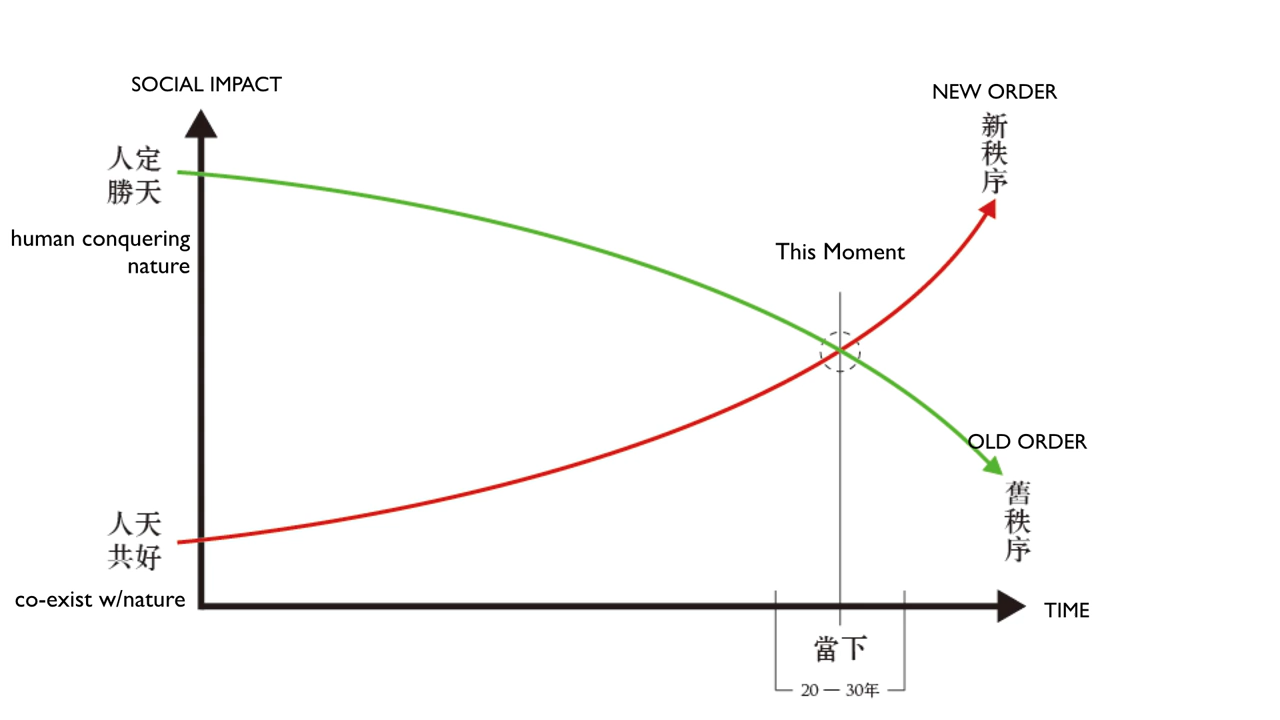 SOCIAL IMPACT
NEW ORDER
新秩序
人定
勝天
human conquering
nature
This Moment
OLD ORDER
舊秩序
人天
共好
co-exist w/nature
TIME
當下
20 — 30年